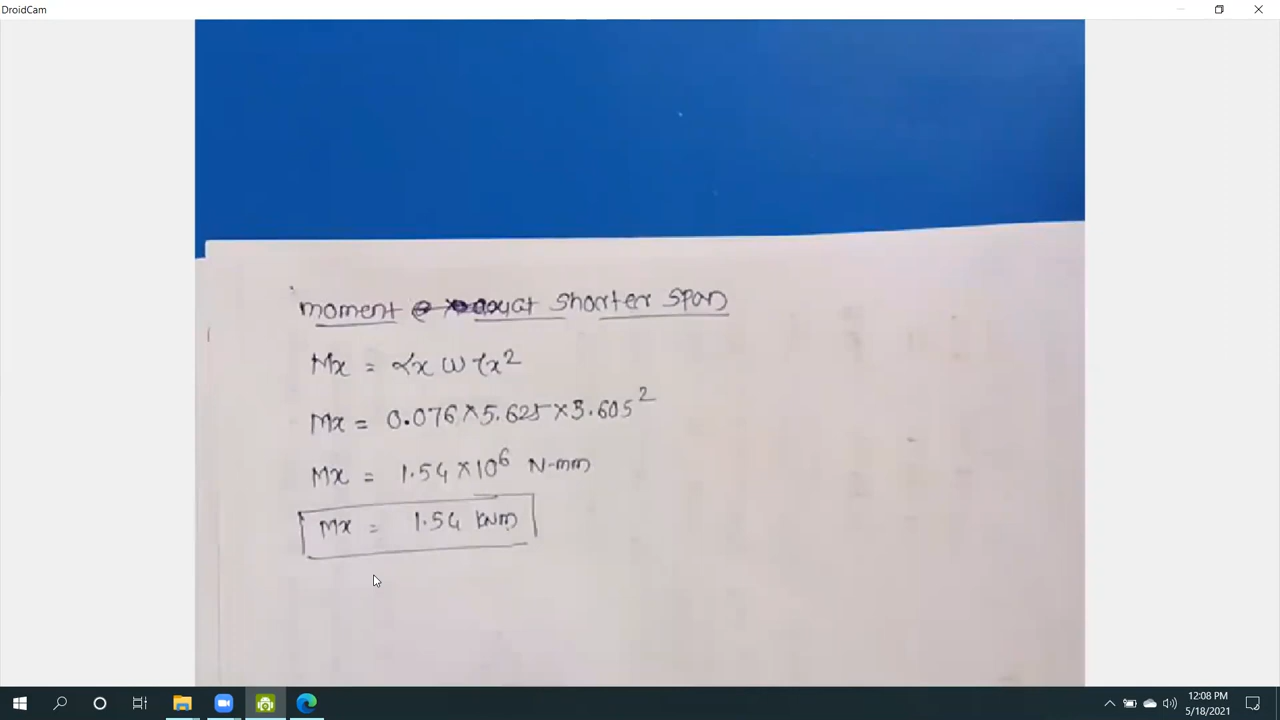 DroidCam
moment at shorter span
Mx = αx ω lx²
Mx = 0.076×5.625×3.605²
Mx = 1.54×10⁶ N-mm
Mx = 1.54 kNm
12:08 PM
5/18/2021